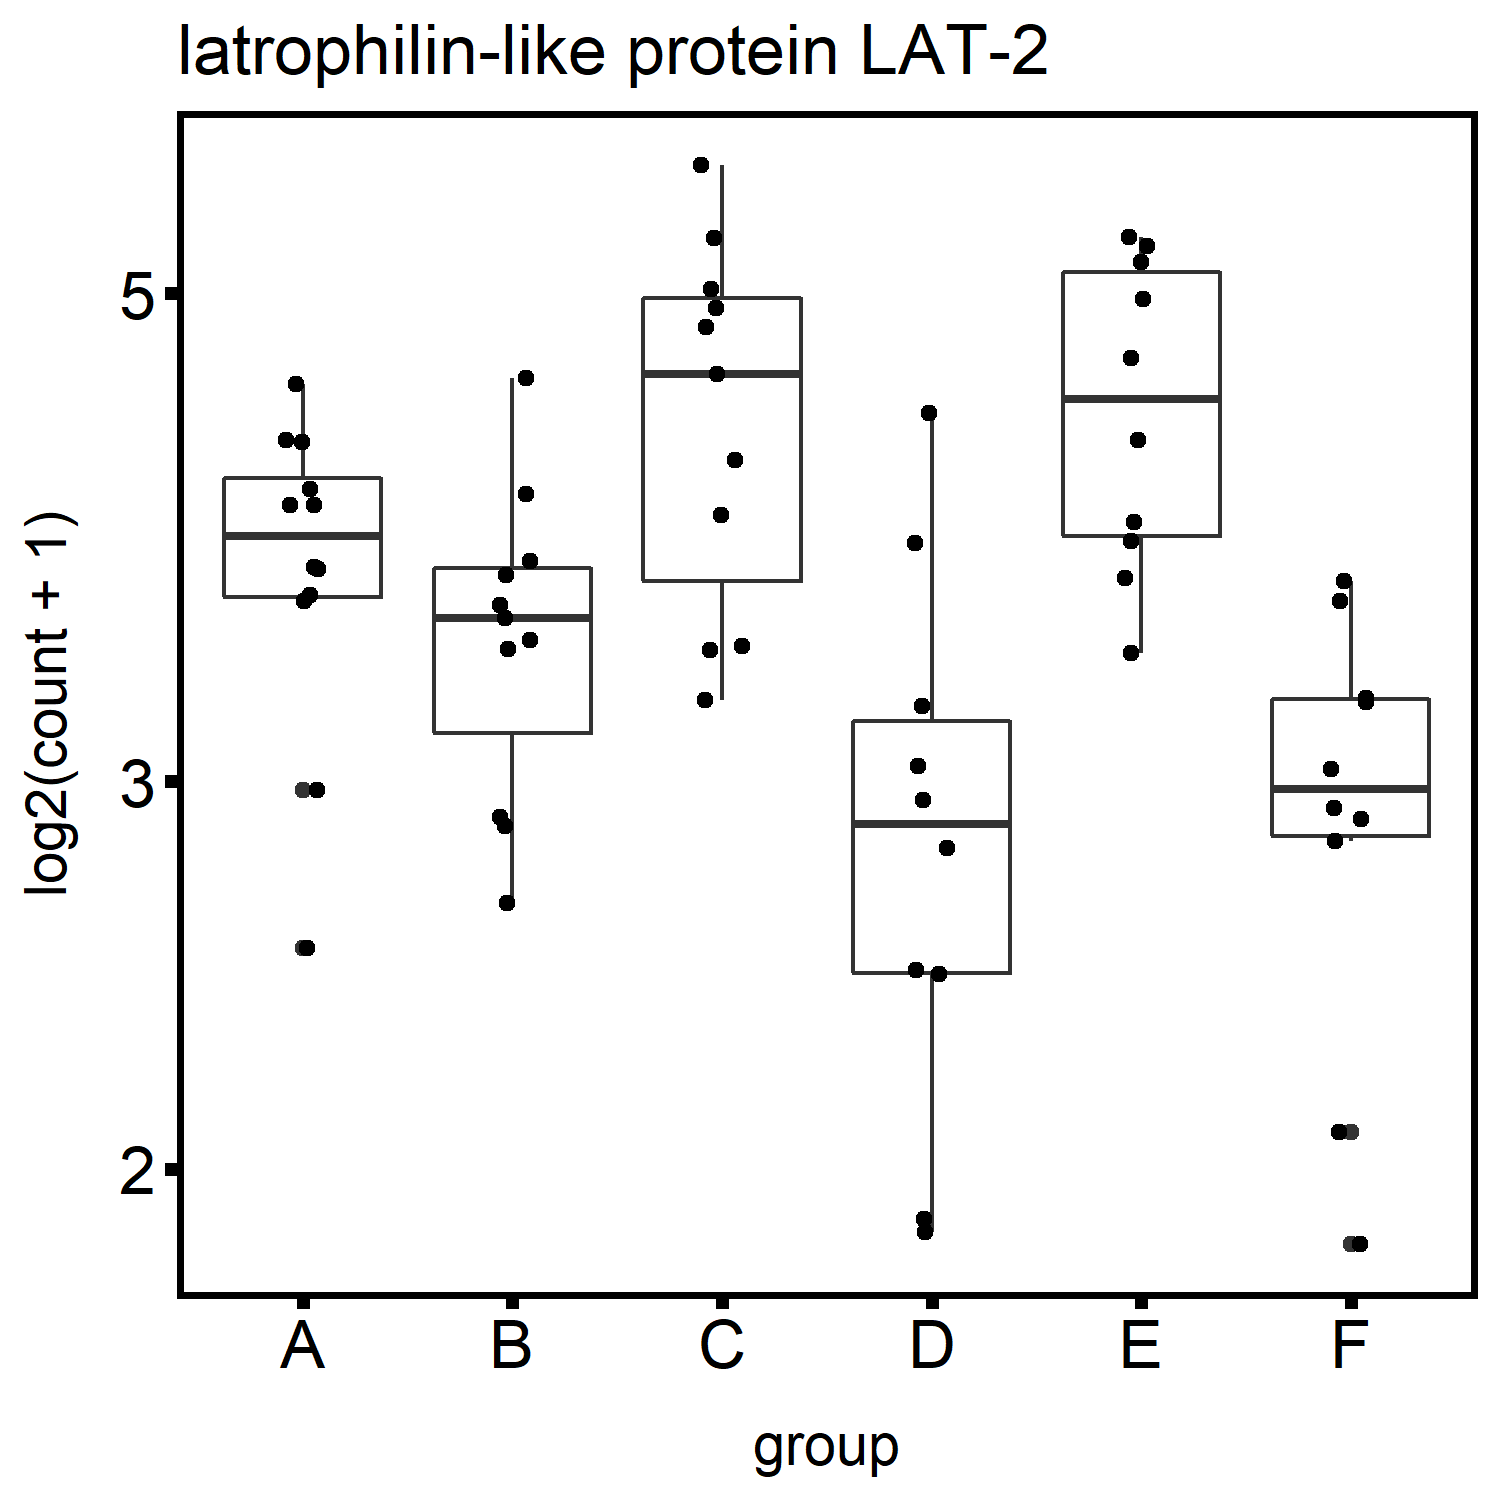 latrophilin-like protein LAT-2
log2(count + 1)
5
3
2
A B C D E F
group